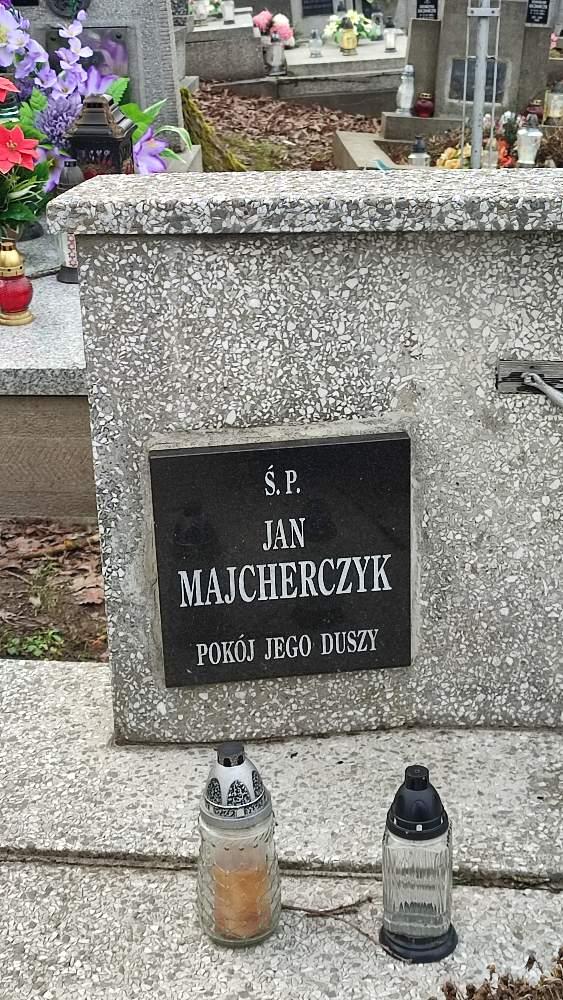 Ś. P.
JAN
MAJCHERCZYK
POKÓJ JEGO DUSZY